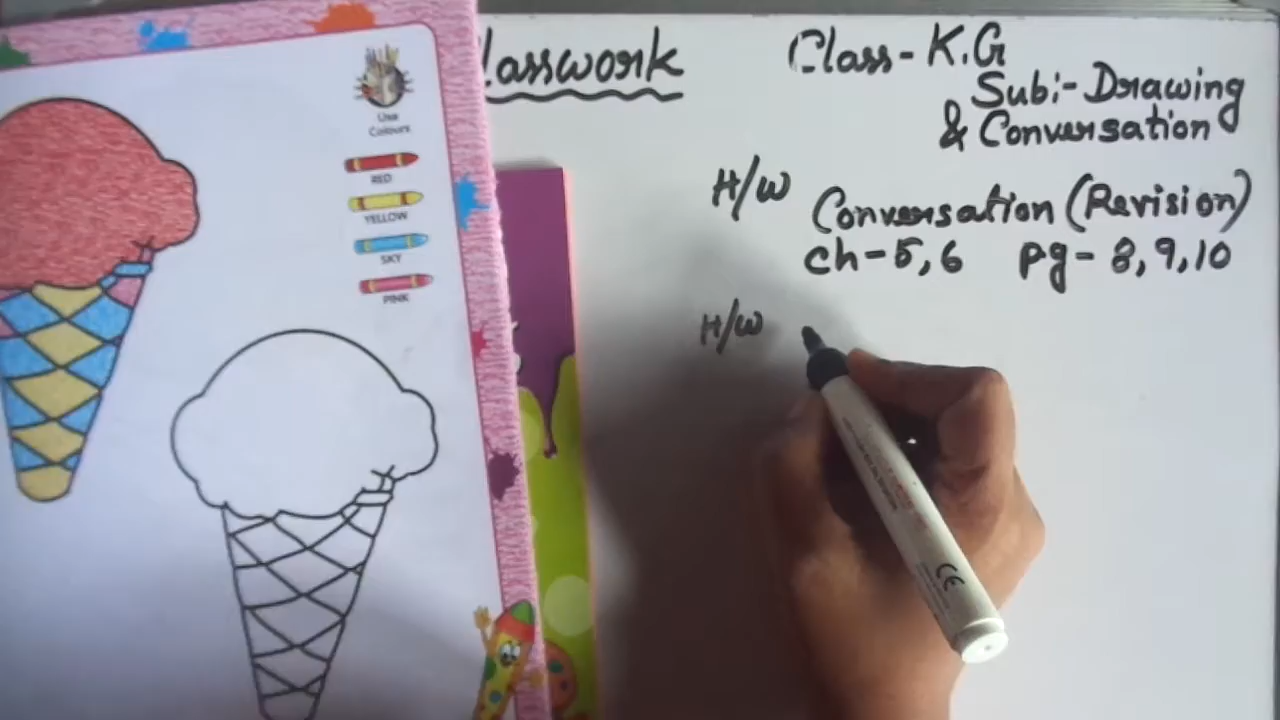 lasswork
Class-K.G
Sub:-Drawing
& Conversation
H/W Conversation (Revision)
ch-5,6 pg-8,9,10
H/W
Use
Colours
RED
YELLOW
SKY
PINK
CE